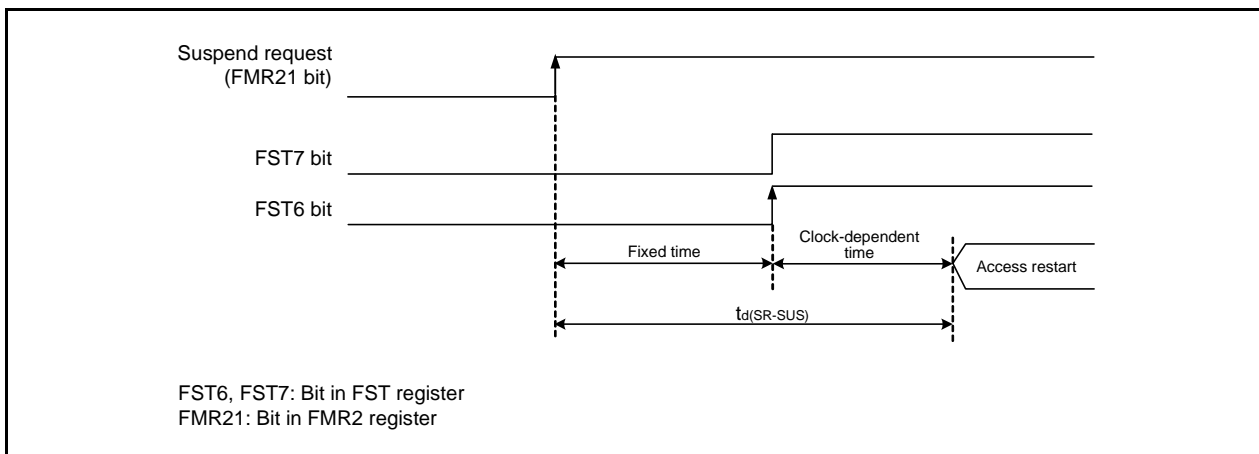 Suspend request
(FMR21 bit)
FST7 bit
FST6 bit
Fixed time
Clock-dependent
time
Access restart
td(SR-SUS)
FST6, FST7: Bit in FST register
FMR21: Bit in FMR2 register